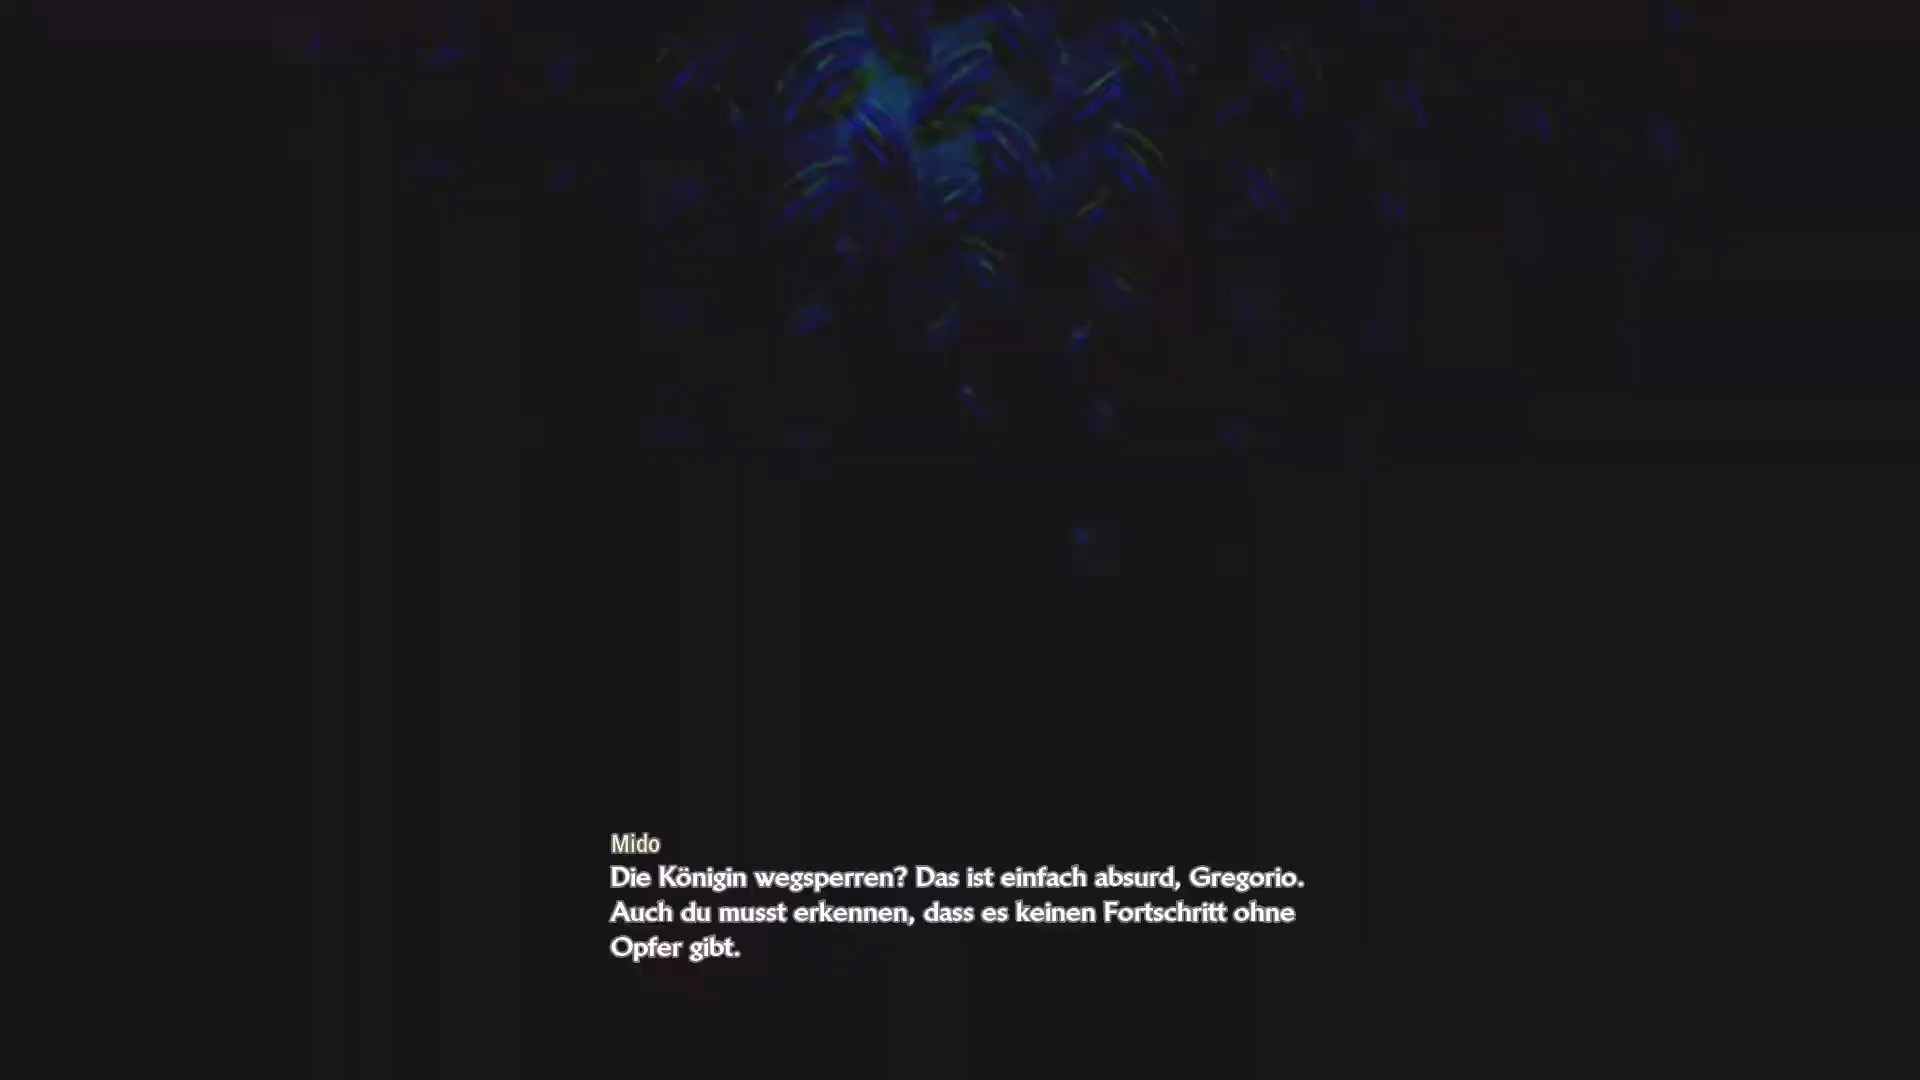 Mido
Die Königin wegsperren? Das ist einfach absurd, Gregorio.
Auch du musst erkennen, dass es keinen Fortschritt ohne
Opfer gibt.